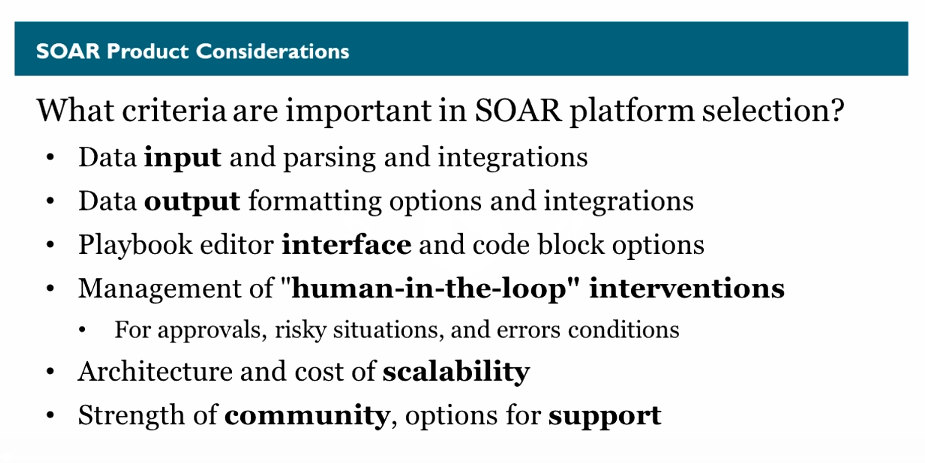 SOAR Product Considerations
What criteria are important in SOAR platform selection?
• Data input and parsing and integrations
• Data output formatting options and integrations
• Playbook editor interface and code block options
• Management of "human-in-the-loop" interventions
• For approvals, risky situations, and errors conditions
• Architecture and cost of scalability
• Strength of community, options for support